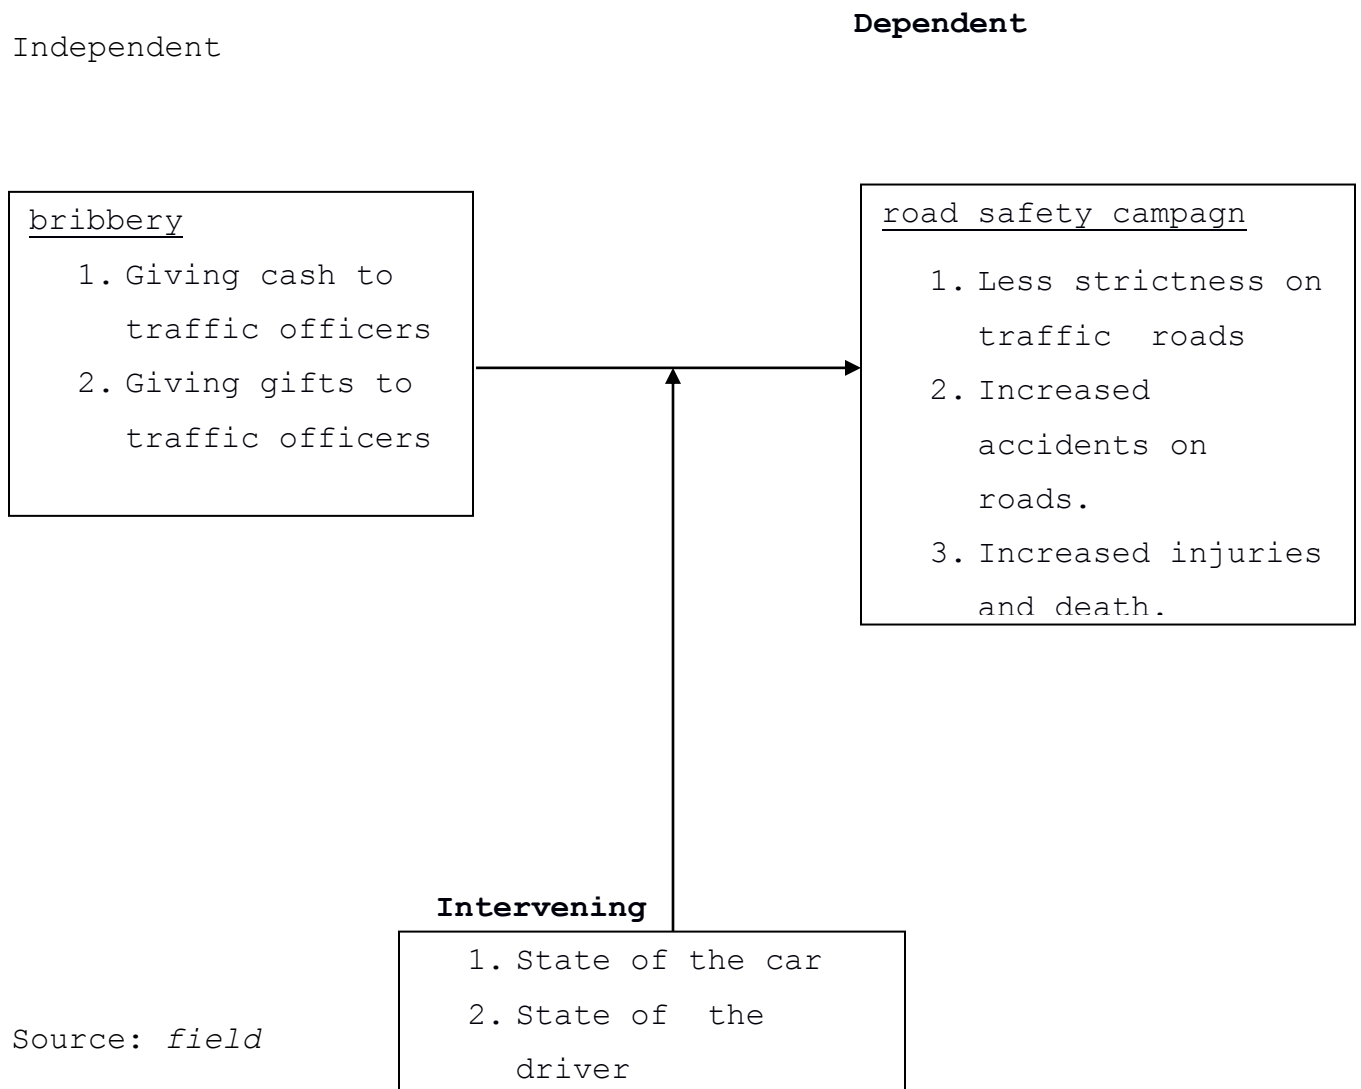 Independent
Dependent
bribbery
1. Giving cash to
traffic officers
2. Giving gifts to
traffic officers
road safety campagn
1. Less strictness on
traffic roads
2. Increased
accidents on
roads.
3. Increased injuries
and death.
Intervening
1. State of the car
2. State of the
driver
Source: field